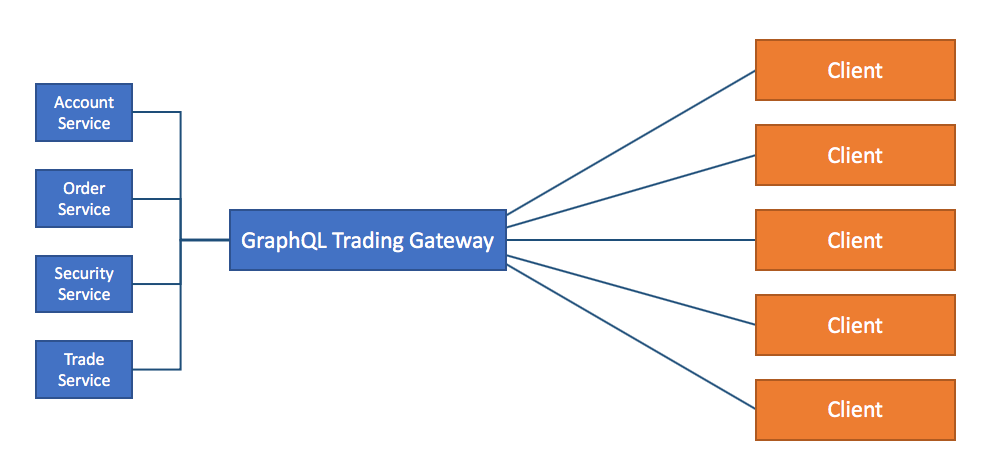 Account
Service
Order
Service
Security
Service
Trade
Service
GraphQL Trading Gateway
Client
Client
Client
Client
Client